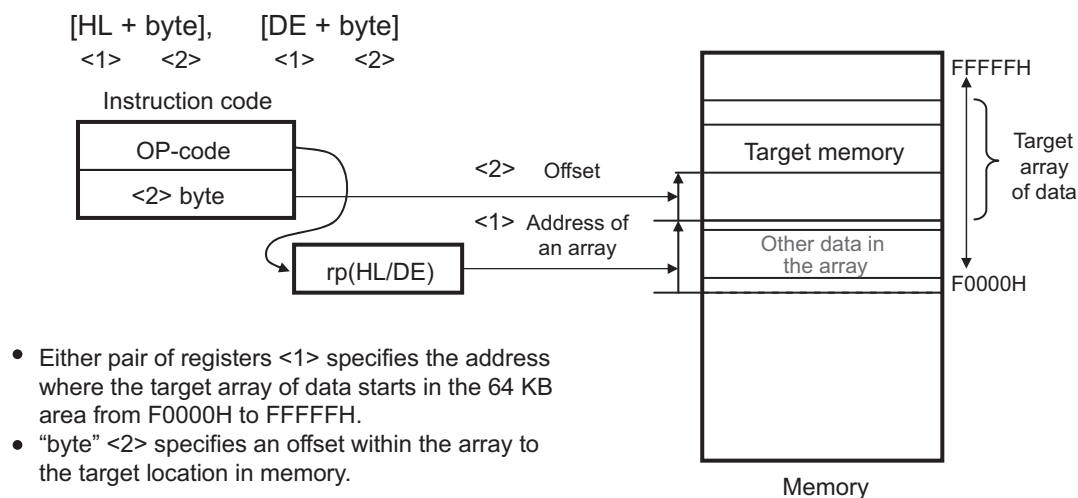 [HL + byte], [DE + byte]
<1> <2> <1> <2>
Instruction code
OP-code
<2> byte
<2> Offset
<1> Address of
an array
rp(HL/DE)
FFFFFH
Target memory
Target
array
of data
Other data in
the array
F0000H
Memory
• Either pair of registers <1> specifies the address
where the target array of data starts in the 64 KB
area from F0000H to FFFFFH.
• “byte” <2> specifies an offset within the array to
the target location in memory.